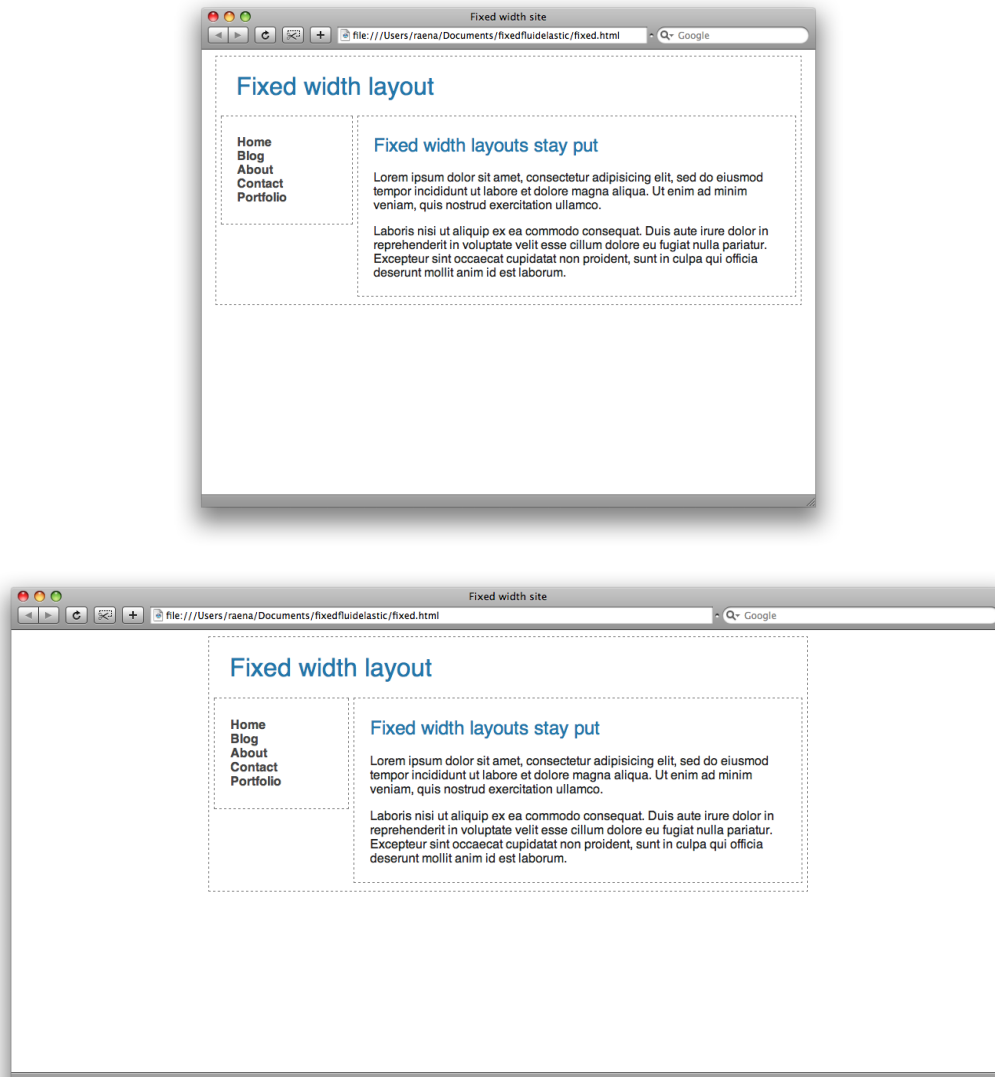 Fixed width site
file:///Users/raena/Documents/fixedfluidelastic/fixed.html
Google
Fixed width layout
Home
Blog
About
Contact
Portfolio
Fixed width layouts stay put
Lorem ipsum dolor sit amet, consectetur adipisicing elit, sed do eiusmod
tempor incididunt ut labore et dolore magna aliqua. Ut enim ad minim
veniam, quis nostrud exercitation ullamco.
Laboris nisi ut aliquip ex ea commodo consequat. Duis aute irure dolor in
reprehenderit in voluptate velit esse cillum dolore eu fugiat nulla pariatur.
Excepteur sint occaecat cupidatat non proident, sunt in culpa qui officia
deserunt mollit anim id est laborum.
Fixed width site
file:///Users/raena/Documents/fixedfluidelastic/fixed.html
Google
Fixed width layout
Home
Blog
About
Contact
Portfolio
Fixed width layouts stay put
Lorem ipsum dolor sit amet, consectetur adipisicing elit, sed do eiusmod
tempor incididunt ut labore et dolore magna aliqua. Ut enim ad minim
veniam, quis nostrud exercitation ullamco.
Laboris nisi ut aliquip ex ea commodo consequat. Duis aute irure dolor in
reprehenderit in voluptate velit esse cillum dolore eu fugiat nulla pariatur.
Excepteur sint occaecat cupidatat non proident, sunt in culpa qui officia
deserunt mollit anim id est laborum.